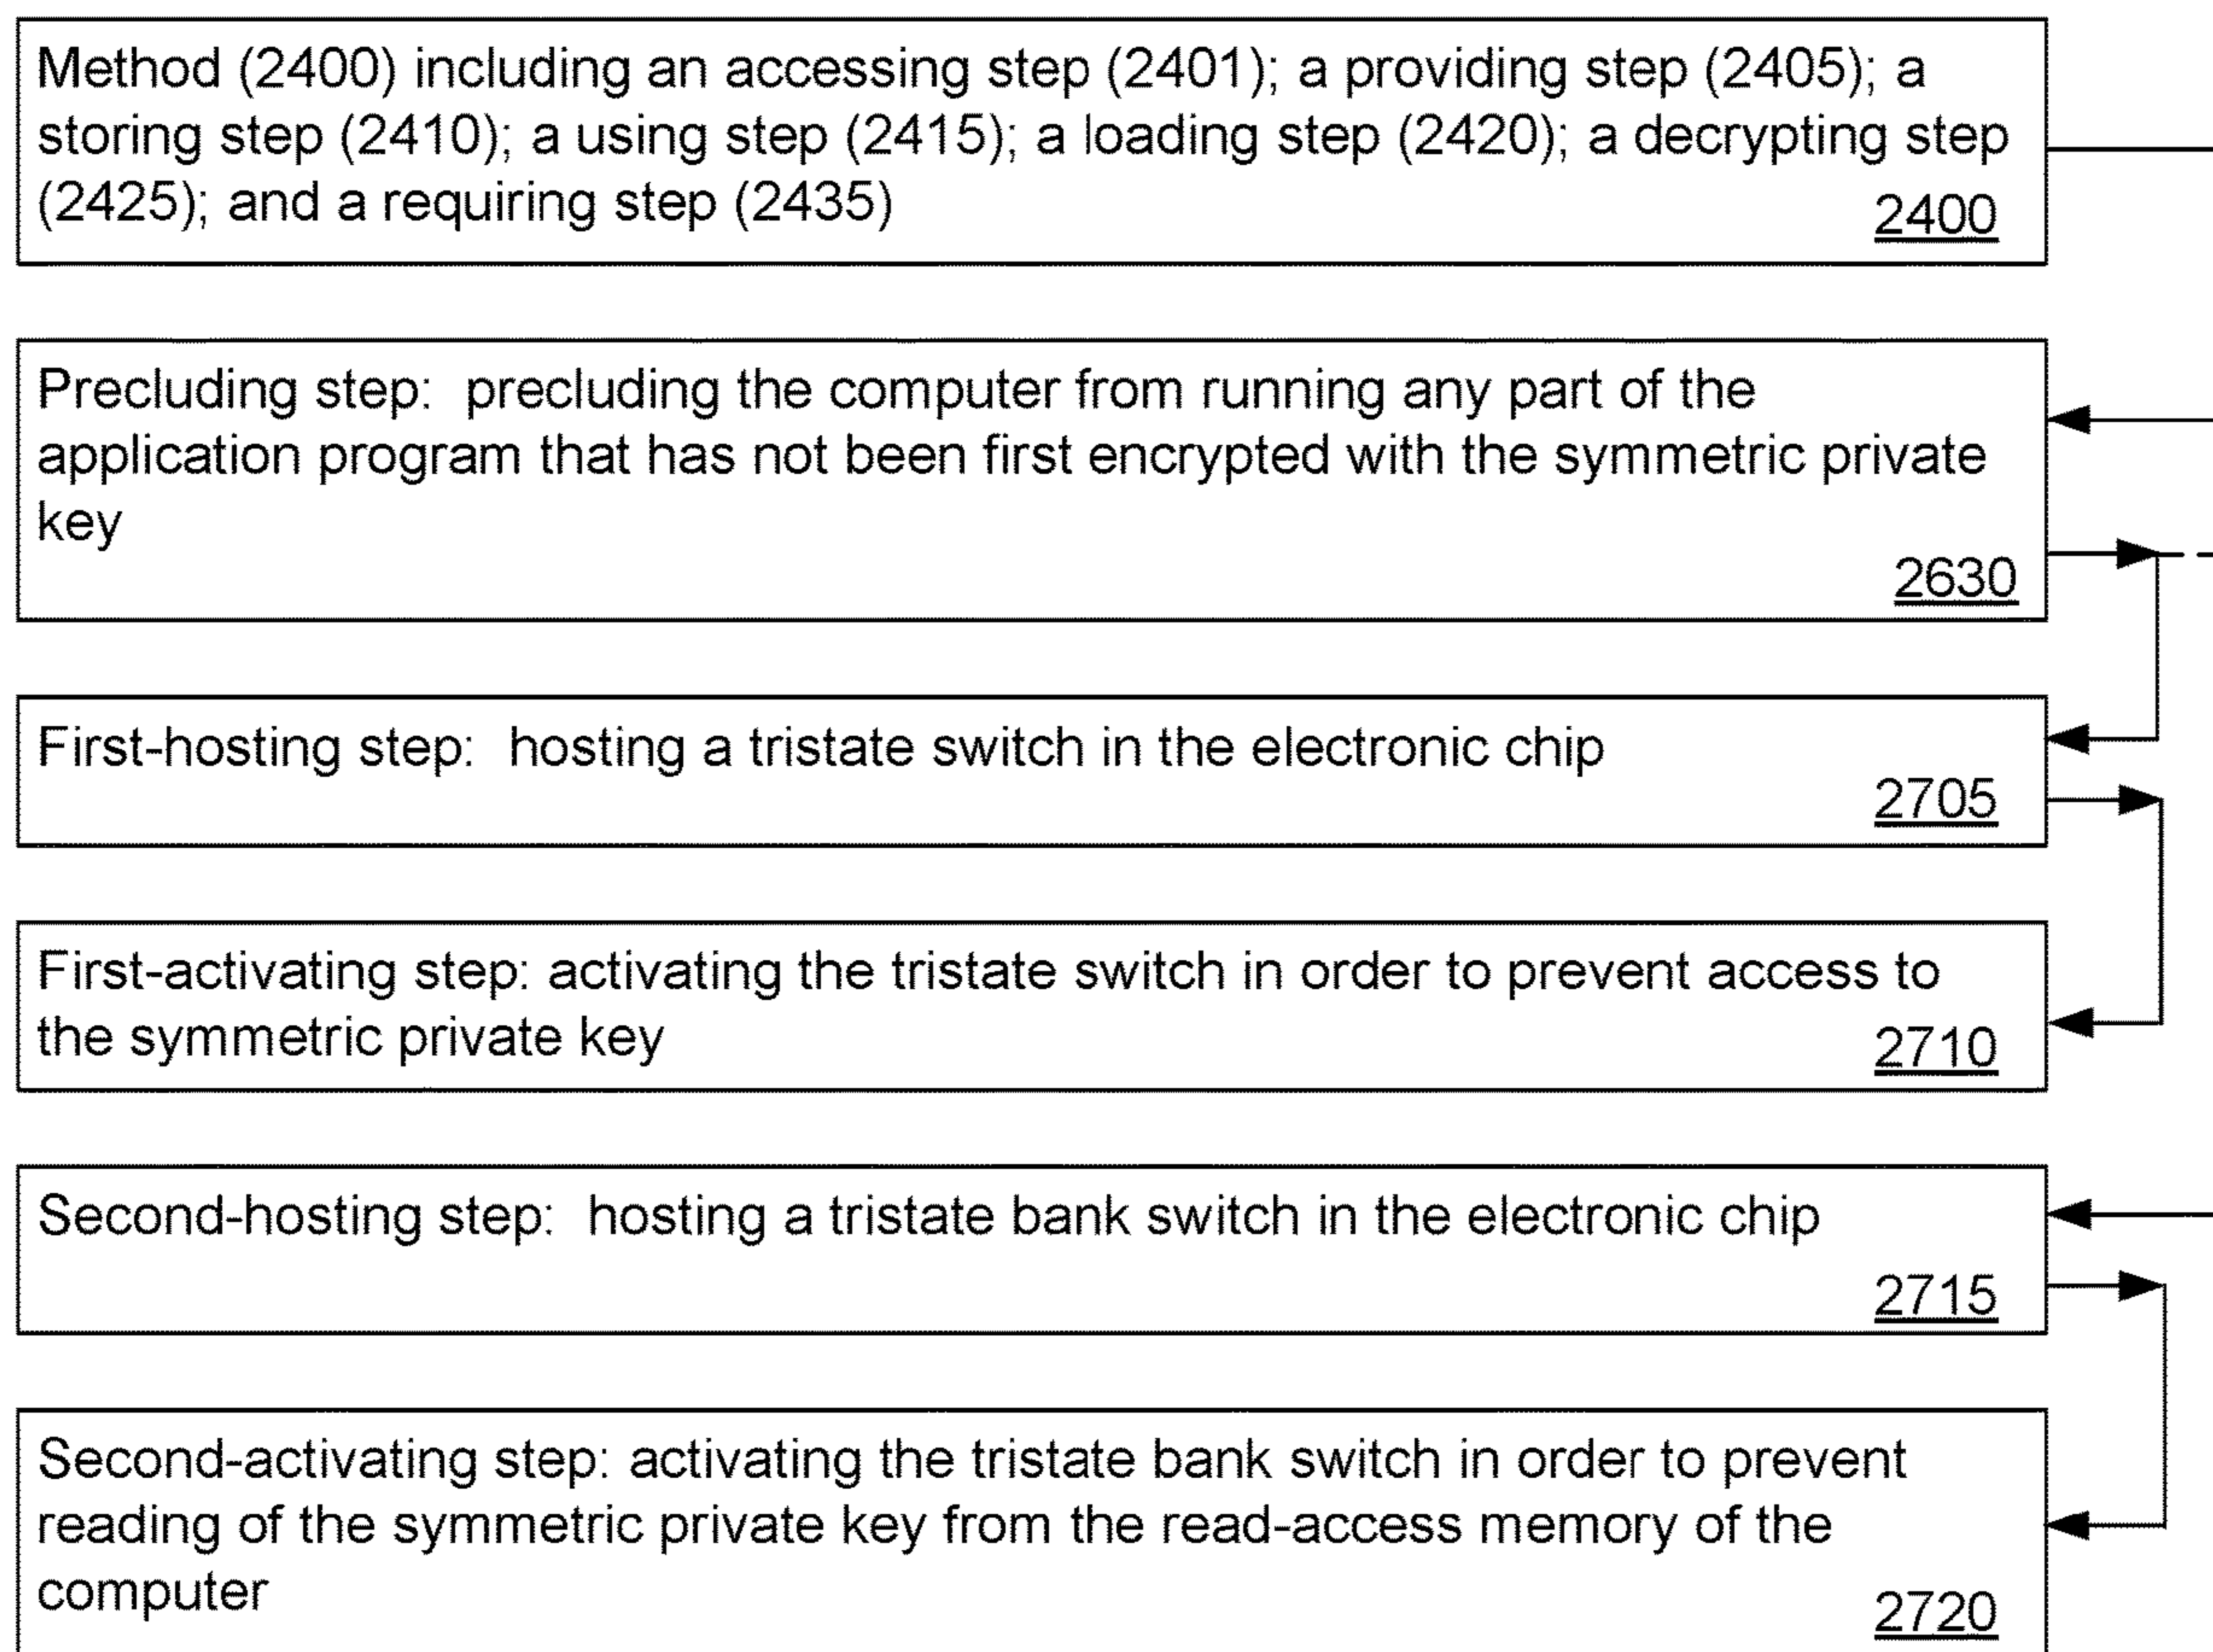 Method (2400) including an accessing step (2401); a providing step (2405); a
storing step (2410); a using step (2415); a loading step (2420); a decrypting step
(2425); and a requiring step (2435)
2400
Precluding step:  precluding the computer from running any part of the
application program that has not been first encrypted with the symmetric private
key
2630
First-hosting step:  hosting a tristate switch in the electronic chip
2705
First-activating step: activating the tristate switch in order to prevent access to
the symmetric private key
2710
Second-hosting step:  hosting a tristate bank switch in the electronic chip
2715
Second-activating step: activating the tristate bank switch in order to prevent
reading of the symmetric private key from the read-access memory of the
computer
2720